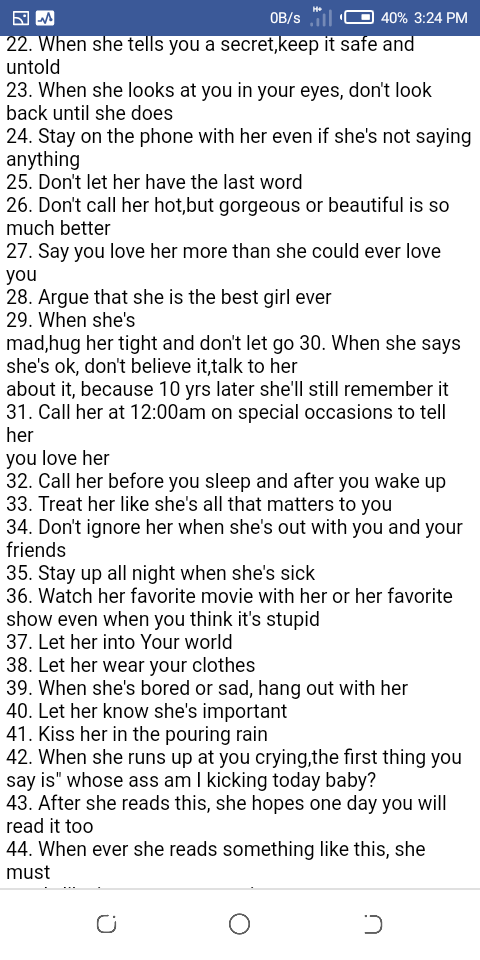 0B/s H+ 40% 3:24 PM
22. When she tells you a secret,keep it safe and
untold
23. When she looks at you in your eyes, don't look
back until she does
24. Stay on the phone with her even if she's not saying
anything
25. Don't let her have the last word
26. Don't call her hot,but gorgeous or beautiful is so
much better
27. Say you love her more than she could ever love
you
28. Argue that she is the best girl ever
29. When she's
mad,hug her tight and don't let go 30. When she says
she's ok, don't believe it,talk to her
about it, because 10 yrs later she'll still remember it
31. Call her at 12:00am on special occasions to tell
her
you love her
32. Call her before you sleep and after you wake up
33. Treat her like she's all that matters to you
34. Don't ignore her when she's out with you and your
friends
35. Stay up all night when she's sick
36. Watch her favorite movie with her or her favorite
show even when you think it's stupid
37. Let her into Your world
38. Let her wear your clothes
39. When she's bored or sad, hang out with her
40. Let her know she's important
41. Kiss her in the pouring rain
42. When she runs up at you crying,the first thing you
say is" whose ass am I kicking today baby?
43. After she reads this, she hopes one day you will
read it too
44. When ever she reads something like this, she
must